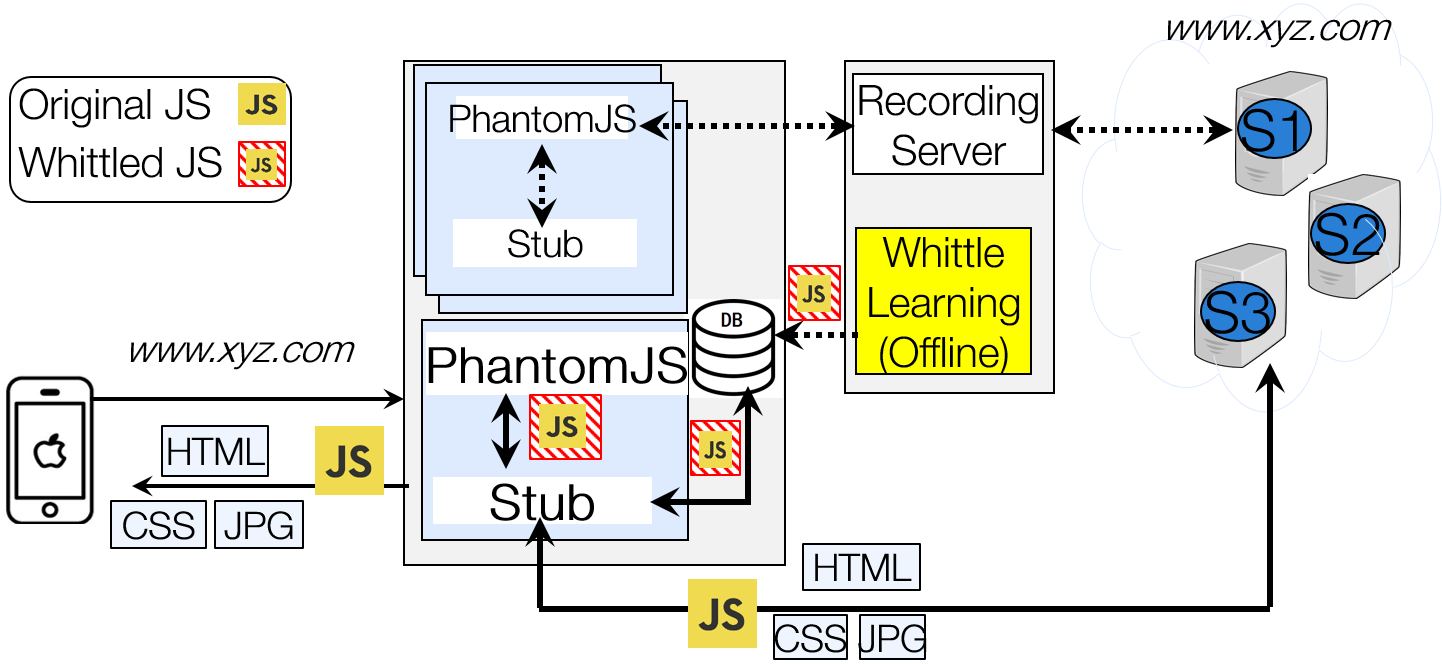 www.xyz.com
Original JS JS
Whittled JS JS
PhantomJS
Stub
Recording
Server
S1
S2
S3
Whittle
Learning
(Offline)
JS
DB
www.xyz.com
PhantomJS
JS
JS
Stub
HTML
JS
CSS JPG
HTML
JS
CSS JPG